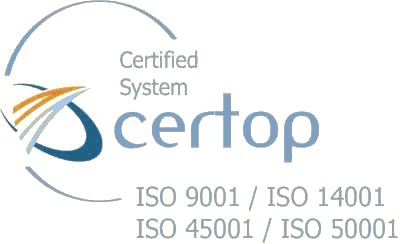 Certified
System
certop
ISO 9001 / ISO 14001
ISO 45001 / ISO 50001